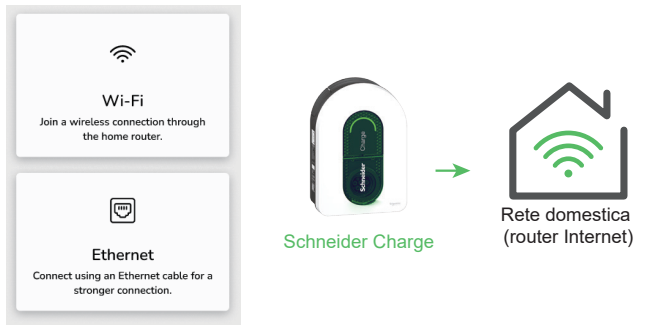 Wi-Fi
Join a wireless connection through
the home router.
Ethernet
Connect using an Ethernet cable for a
stronger connection.
Charge
Schneider
Schneider Charge
Rete domestica
(router Internet)